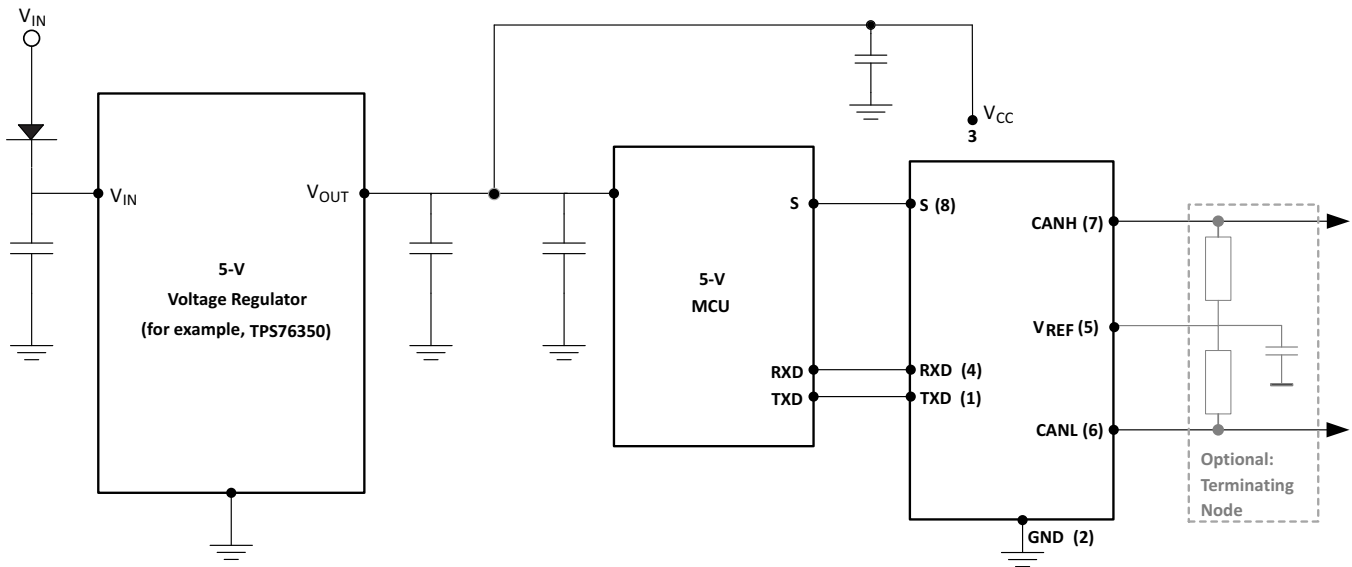 VIN
VCC
3
VIN
VOUT
5-V
Voltage Regulator
(for example, TPS76350)
S
5-V
MCU
RXD
TXD
S (8)
RXD (4)
TXD (1)
CANH (7)
VREF (5)
CANL (6)
GND (2)
Optional:
Terminating
Node